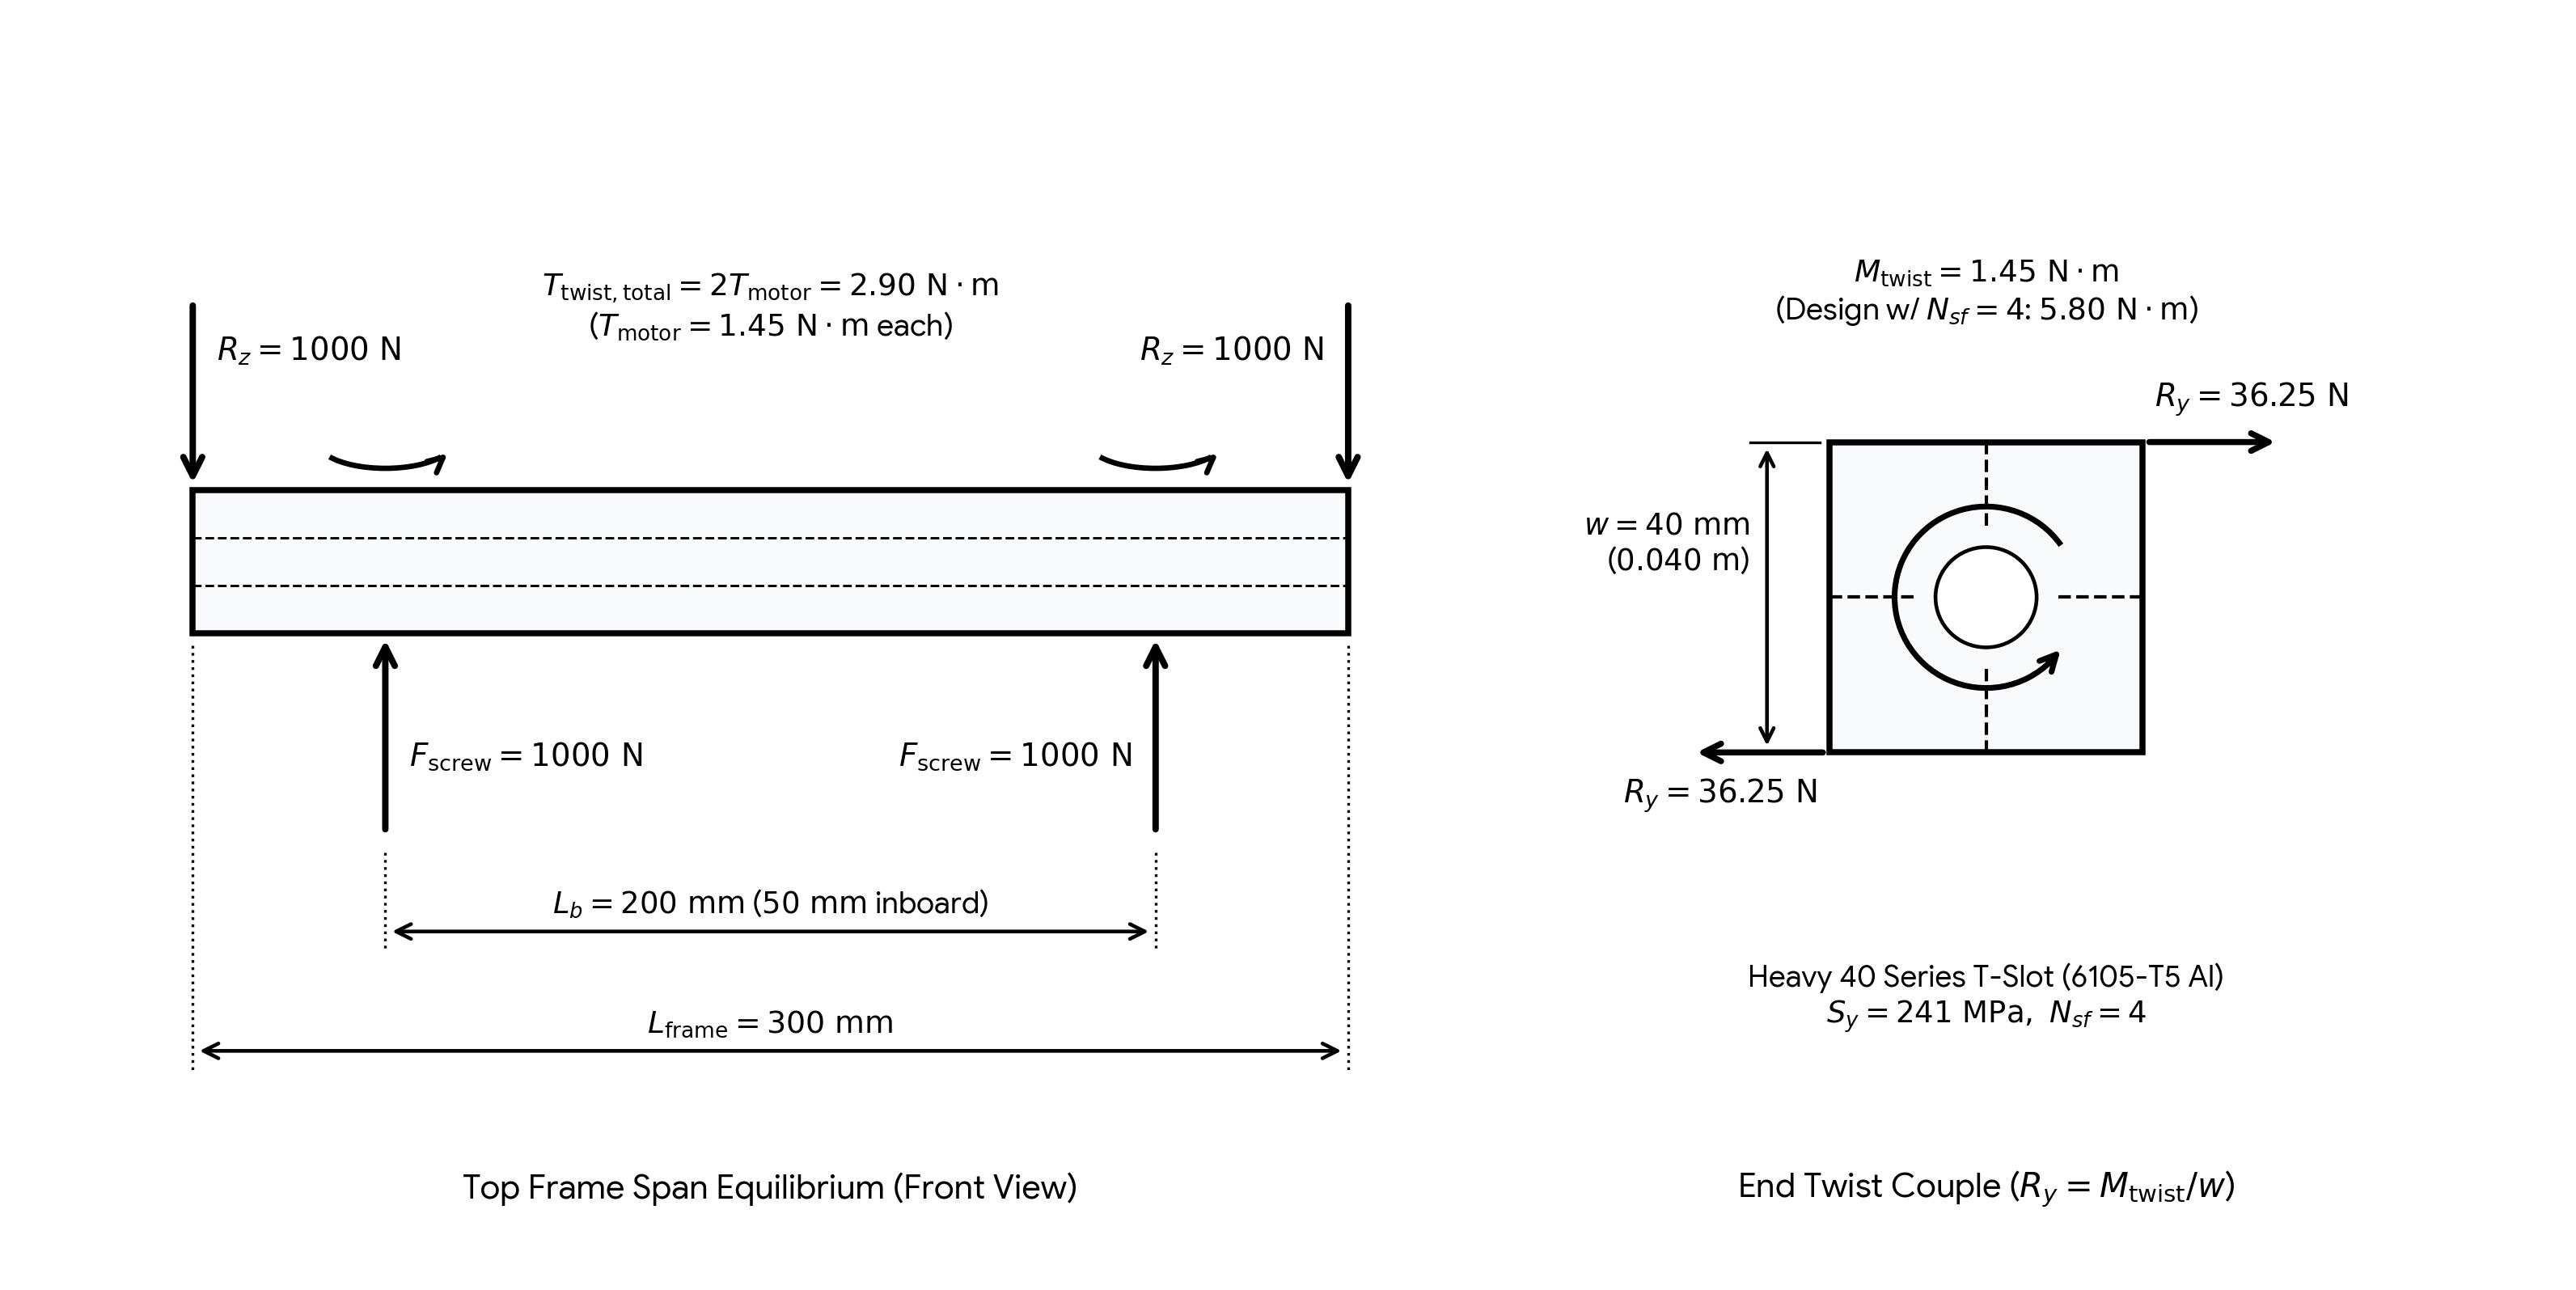 T_twist, total = 2T_motor = 2.90 N · m
(T_motor = 1.45 N · m each)
R_z = 1000 N
R_z = 1000 N
F_screw = 1000 N
F_screw = 1000 N
L_b = 200 mm (50 mm inboard)
L_frame = 300 mm
Top Frame Span Equilibrium (Front View)
M_twist = 1.45 N · m
(Design w/ N_sf = 4: 5.80 N · m)
R_y = 36.25 N
w = 40 mm
(0.040 m)
R_y = 36.25 N
Heavy 40 Series T-Slot (6105-T5 Al)
S_y = 241 MPa, N_sf = 4
End Twist Couple (R_y = M_twist/w)